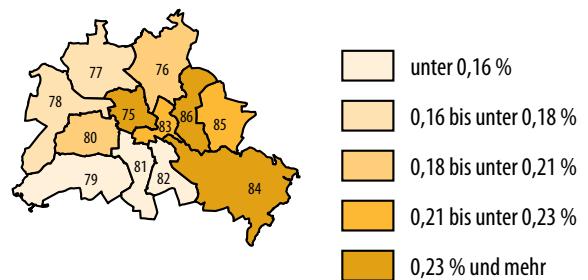 76
77
78
75
86
83
85
80
81
79
82
84
unter 0,16 %
0,16 bis unter 0,18 %
0,18 bis unter 0,21 %
0,21 bis unter 0,23 %
0,23 % und mehr